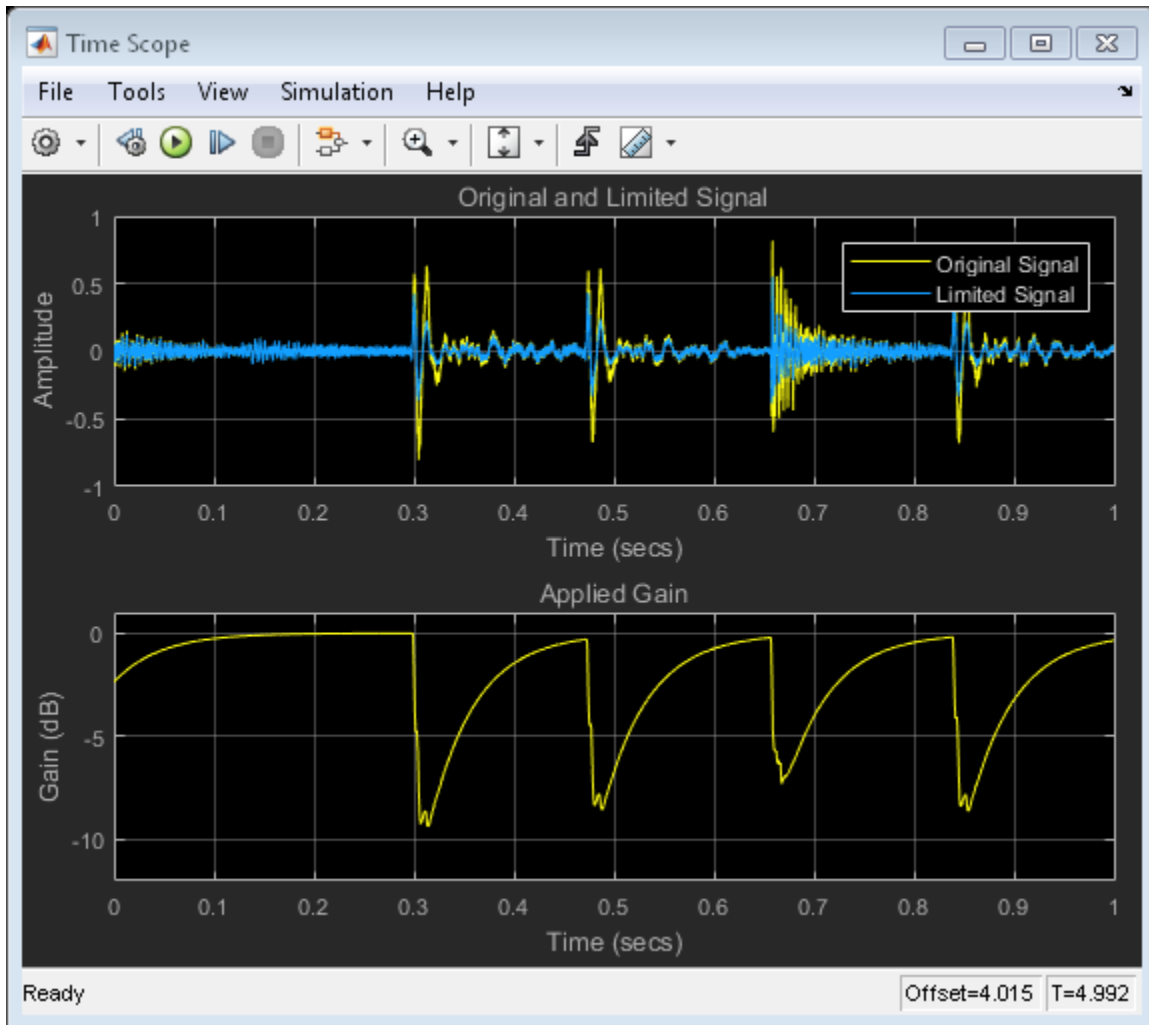 Time Scope
File Tools View Simulation Help
Original and Limited Signal
Amplitude
1
0.5
0
-0.5
-1
Original Signal
Limited Signal
0 0.1 0.2 0.3 0.4 0.5 0.6 0.7 0.8 0.9 1
Time (secs)
Applied Gain
Gain (dB)
0
-5
-10
0 0.1 0.2 0.3 0.4 0.5 0.6 0.7 0.8 0.9 1
Time (secs)
Ready Offset=4.015 T=4.992